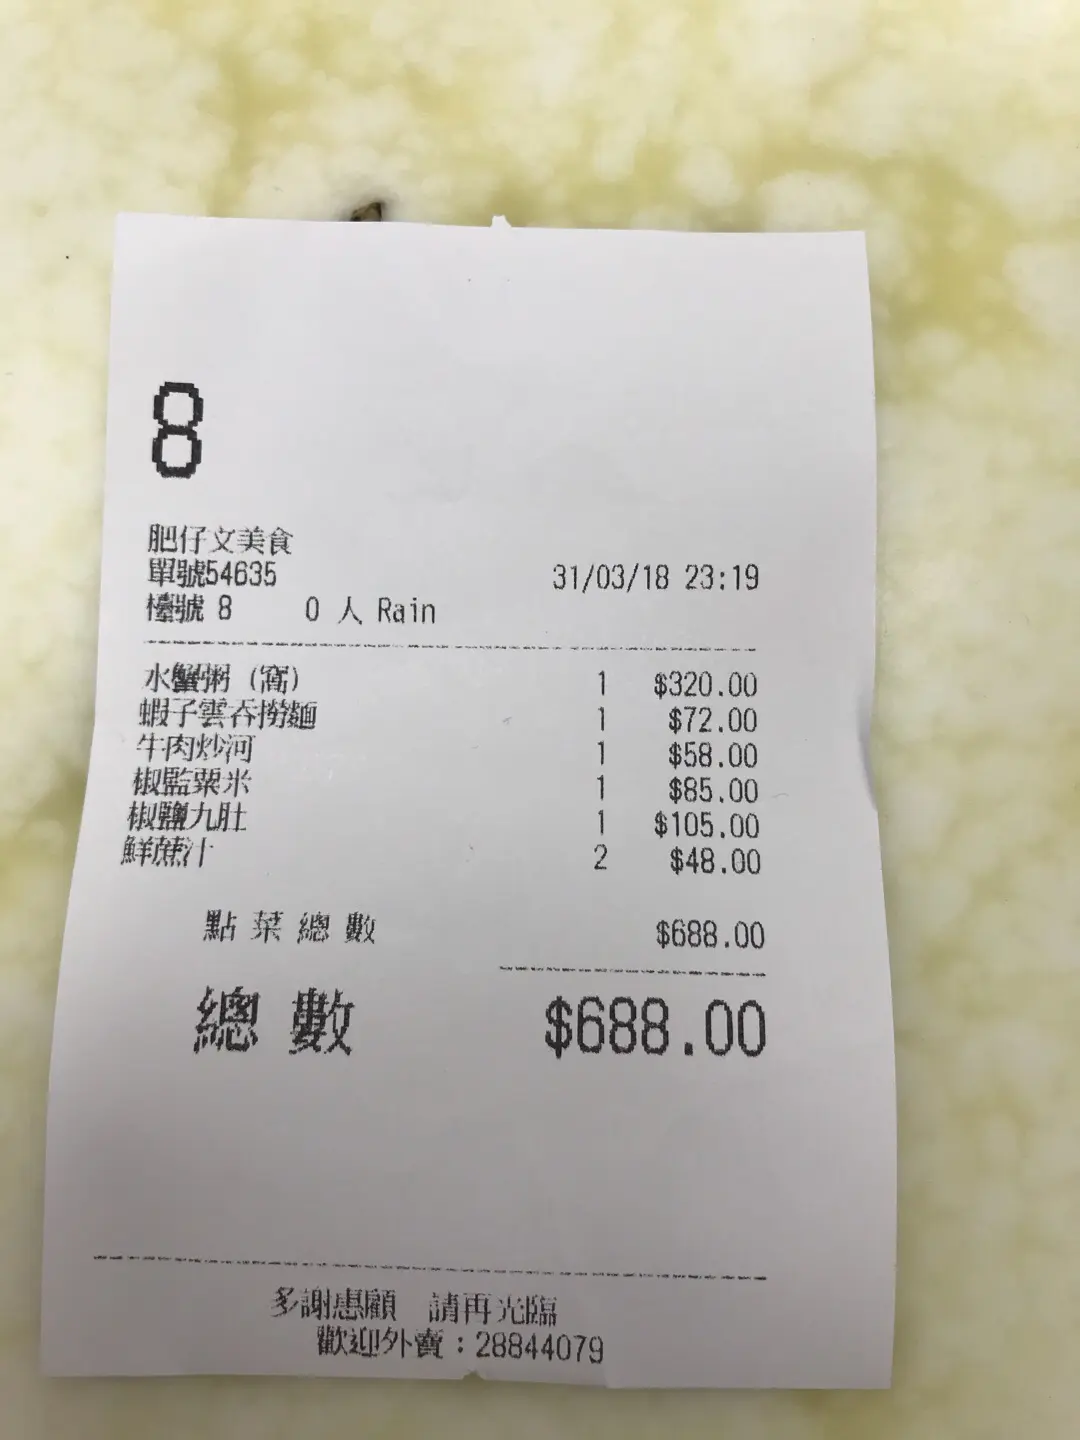 8
肥仔文美食
單號54635 31/03/18 23:19
檯號 8 0 人 Rain
水蟹粥 (窩) 1 $320.00
蝦子雲吞撈麵 1 $72.00
牛肉炒河 1 $58.00
椒監粟米 1 $85.00
椒鹽九肚 1 $105.00
鮮蔗汁 2 $48.00
點菜總數 $688.00
總數 $688.00
多謝惠顧 請再光臨
歡迎外賣:28844079